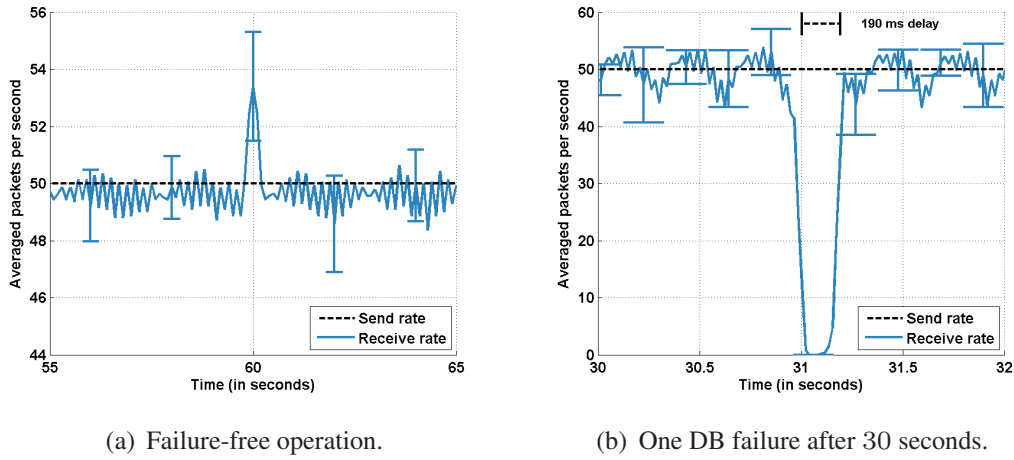 56
54
52
50
48
46
44
Averaged packets per second
55
60
65
Time (in seconds)
Send rate
Receive rate
(a) Failure-free operation.
60
50
40
30
20
10
0
Averaged packets per second
190 ms delay
30
30.5
31
31.5
32
Time (in seconds)
Send rate
Receive rate
(b) One DB failure after 30 seconds.